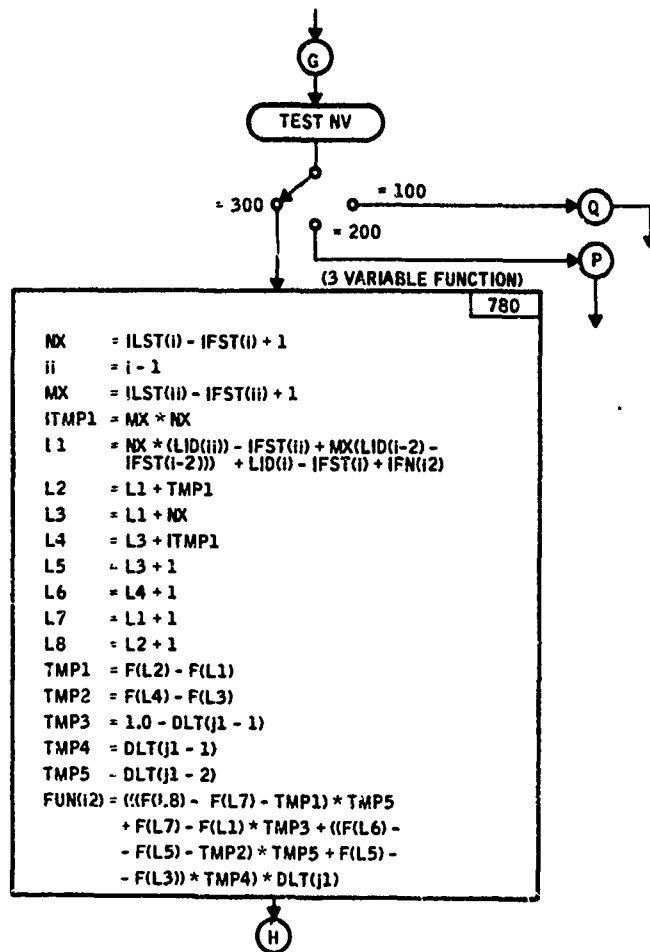 G
TEST NV
= 300
= 100
Q
= 200
P
(3 VARIABLE FUNCTION)
780
NX = ILST(i) - IFST(i) + 1
ii = i - 1
MX = ILST(ii) - IFST(ii) + 1
ITMP1 = MX * NX
L1 = NX * (LID(ii)) - IFST(ii) + MX(LID(i-2) -
IFST(i-2))) + LID(i) - IFST(i) + IFN(i2)
L2 = L1 + TMP1
L3 = L1 + NX
L4 = L3 + ITMP1
L5 = L3 + 1
L6 = L4 + 1
L7 = L1 + 1
L8 = L2 + 1
TMP1 = F(L2) - F(L1)
TMP2 = F(L4) - F(L3)
TMP3 = 1.0 - DLT(j1 - 1)
TMP4 = DLT(j1 - 1)
TMP5 - DLT(j1 - 2)
FUN(i2) = (((F(L8) - F(L7) - TMP1) * TMP5
+ F(L7) - F(L1) * TMP3 + ((F(L6) -
- F(L5) - TMP2) * TMP5 + F(L5) -
- F(L3)) * TMP4) * DLT(j1)
H